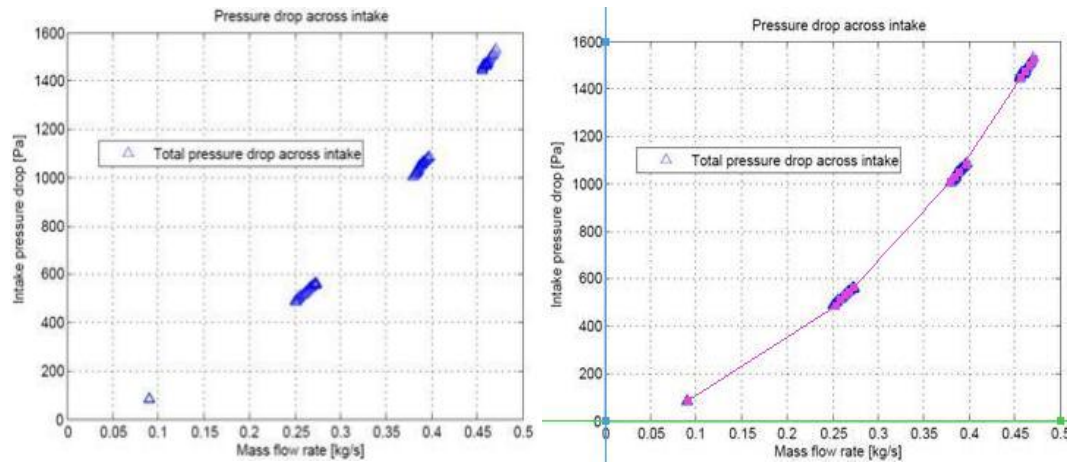 Pressure drop across intake
1600
1400
1200
1000
800
600
400
200
0
Intake pressure drop [Pa]
Total pressure drop across intake
0 0.05 0.1 0.15 0.2 0.25 0.3 0.35 0.4 0.45 0.5
Mass flow rate [kg/s]
Pressure drop across intake
1600
1400
1200
1000
800
600
400
200
0
Intake pressure drop [Pa]
Total pressure drop across intake
0 0.05 0.1 0.15 0.2 0.25 0.3 0.35 0.4 0.45 0.5
Mass flow rate [kg/s]